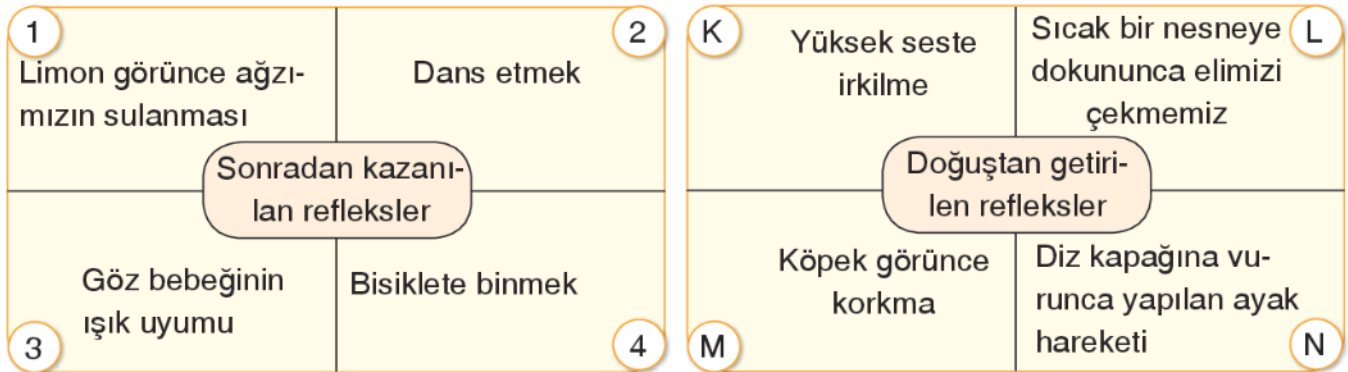 1
Limon görünce ağzı-
mızın sulanması
2
Dans etmek
Sonradan kazanı-
lan refleksler
3
Göz bebeğinin
ışık uyumu
4
Bisiklete binmek
K
Yüksek seste
irkilme
L
Sıcak bir nesneye
dokununca elimizi
çekmemiz
Doğuştan getiri-
len refleksler
M
Köpek görünce
korkma
N
Diz kapağına vu-
runca yapılan ayak
hareketi